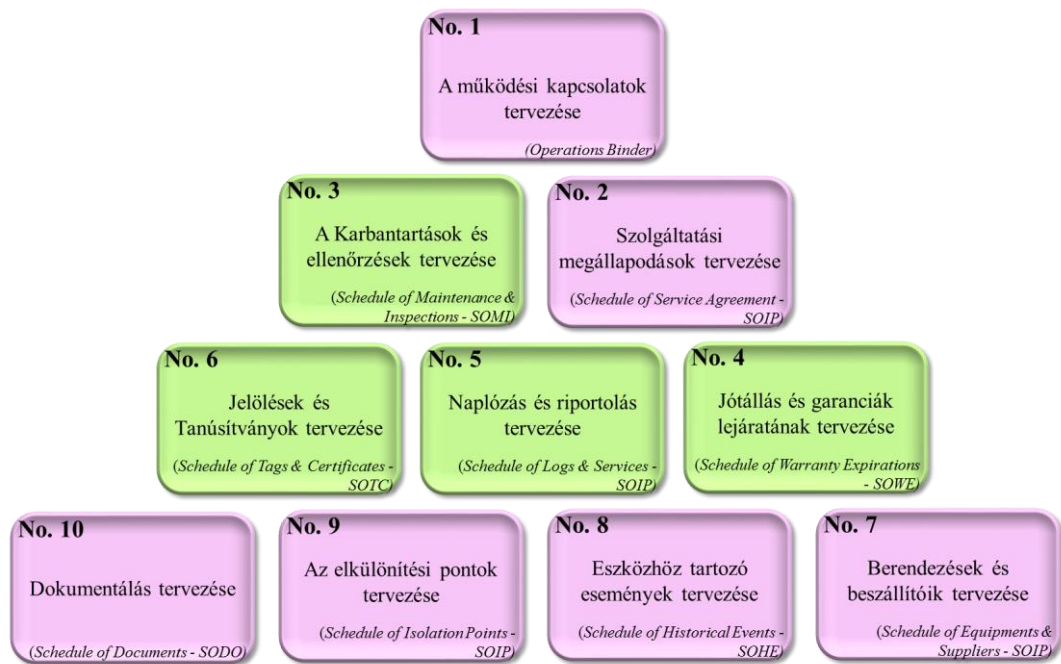 No. 1
A működési kapcsolatok
tervezése
(Operations Binder)
No. 3
A Karbantartások és
ellenőrzések tervezése
(Schedule of Maintenance &
Inspections - SOMI)
No. 2
Szolgáltatási
megállapodások tervezése
(Schedule of Service Agreement -
SOIP)
No. 6
Jelölések és
Tanúsítványok tervezése
(Schedule of Tags & Certificates -
SOTC)
No. 5
Naplózás és riportolás
tervezése
(Schedule of Logs & Services -
SOIP)
No. 4
Jótállás és garanciák
lejáratának tervezése
(Schedule of Warranty Expirations
- SOWE)
No. 10
Dokumentálás tervezése
(Schedule of Documents - SODO)
No. 9
Az elkülönítési pontok
tervezése
(Schedule of Isolation Points -
SOIP)
No. 8
Eszközhöz tartozó
események tervezése
(Schedule of Historical Events -
SOHE)
No. 7
Berendezések és
beszállítóik tervezése
(Schedule of Equipments &
Suppliers - SOIP)